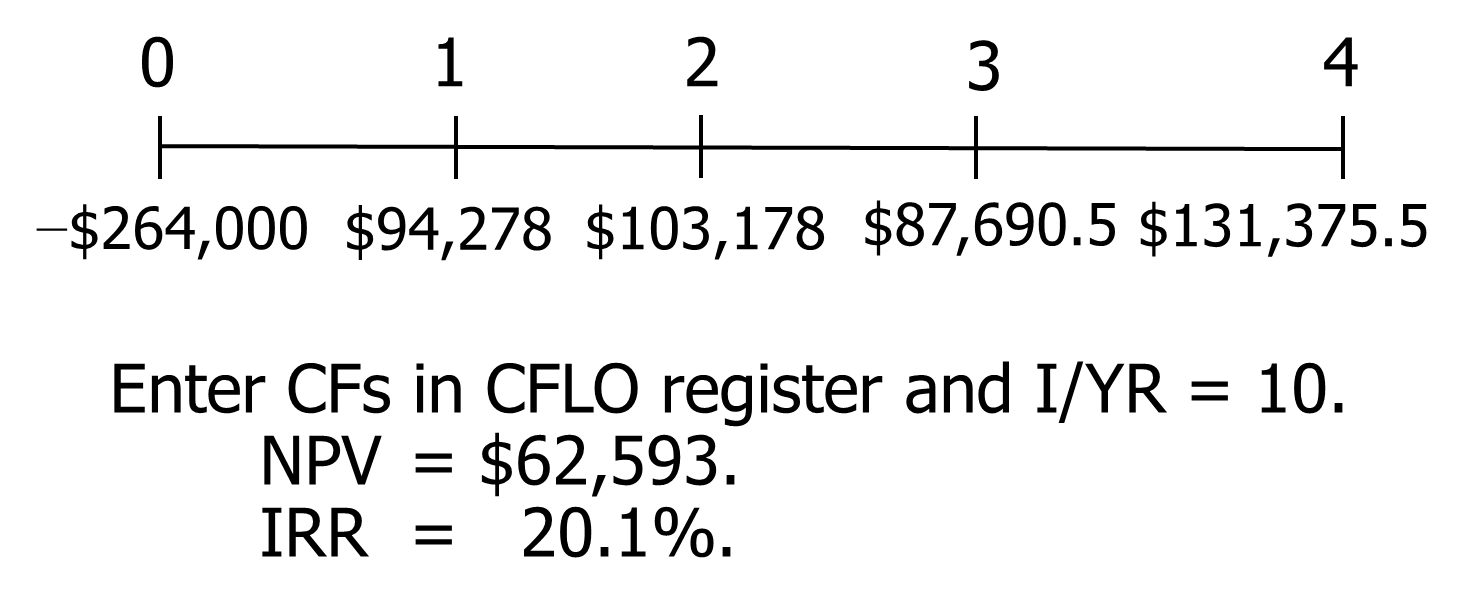 0 1 2 3 4
–$264,000 $94,278 $103,178 $87,690.5 $131,375.5
Enter CFs in CFLO register and I/YR = 10.
NPV = $62,593.
IRR = 20.1%.